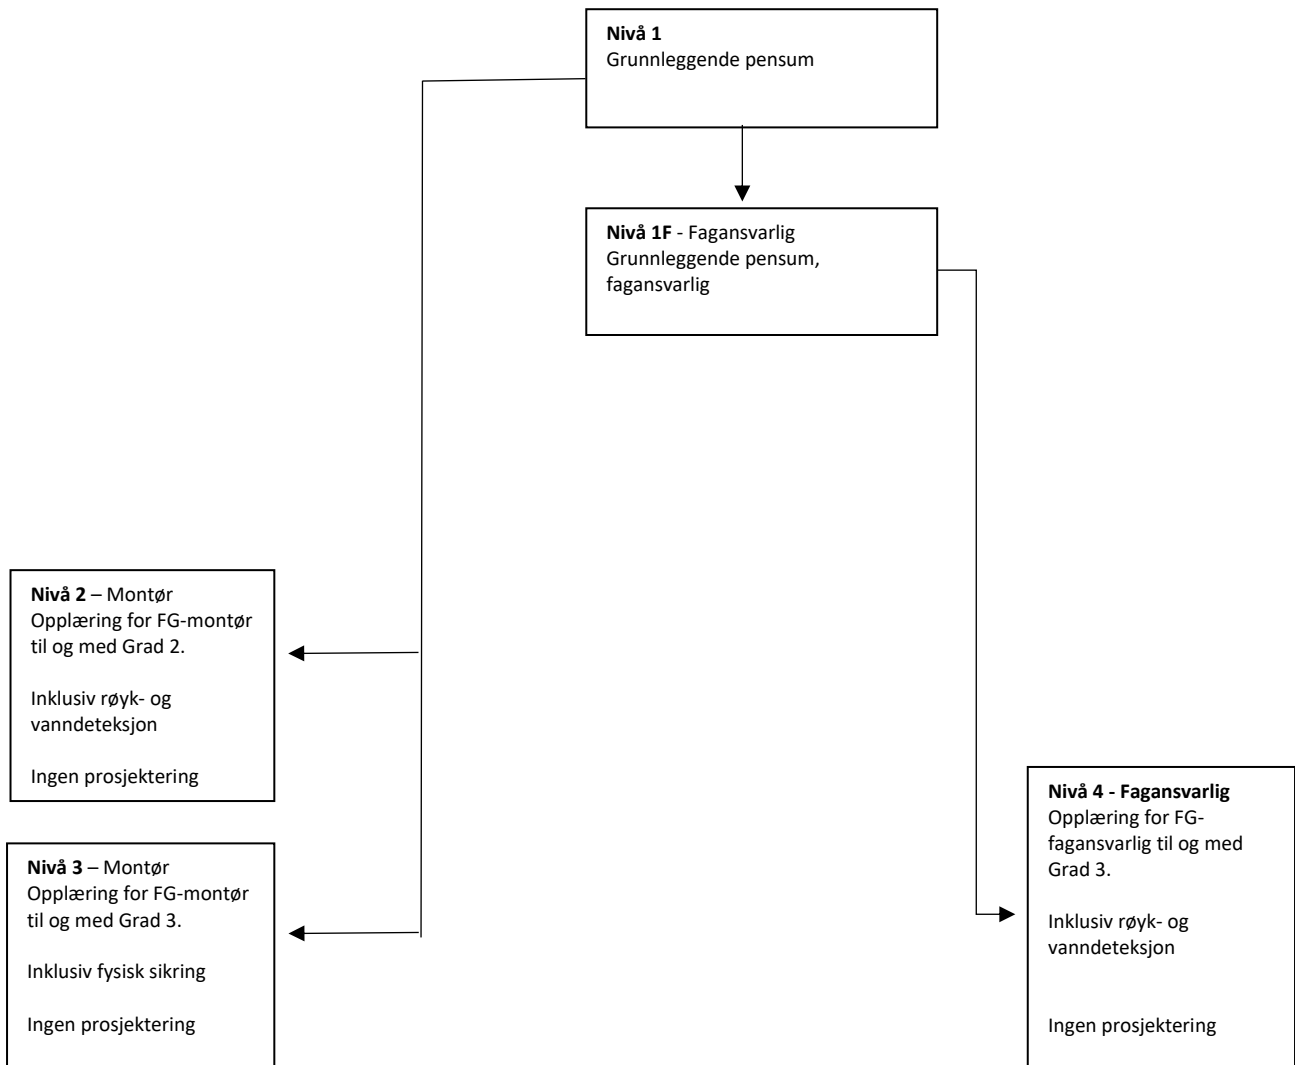 Nivå 1
Grunnleggende pensum
Nivå 1F - Fagansvarlig
Grunnleggende pensum,
fagansvarlig
Nivå 2 – Montør
Opplæring for FG-montør
til og med Grad 2.
Inklusiv røyk- og
vanndeteksjon
Ingen prosjektering
Nivå 3 – Montør
Opplæring for FG-montør
til og med Grad 3.
Inklusiv fysisk sikring
Ingen prosjektering
Nivå 4 - Fagansvarlig
Opplæring for FG-
fagansvarlig til og med
Grad 3.
Inklusiv røyk- og
vanndeteksjon
Ingen prosjektering